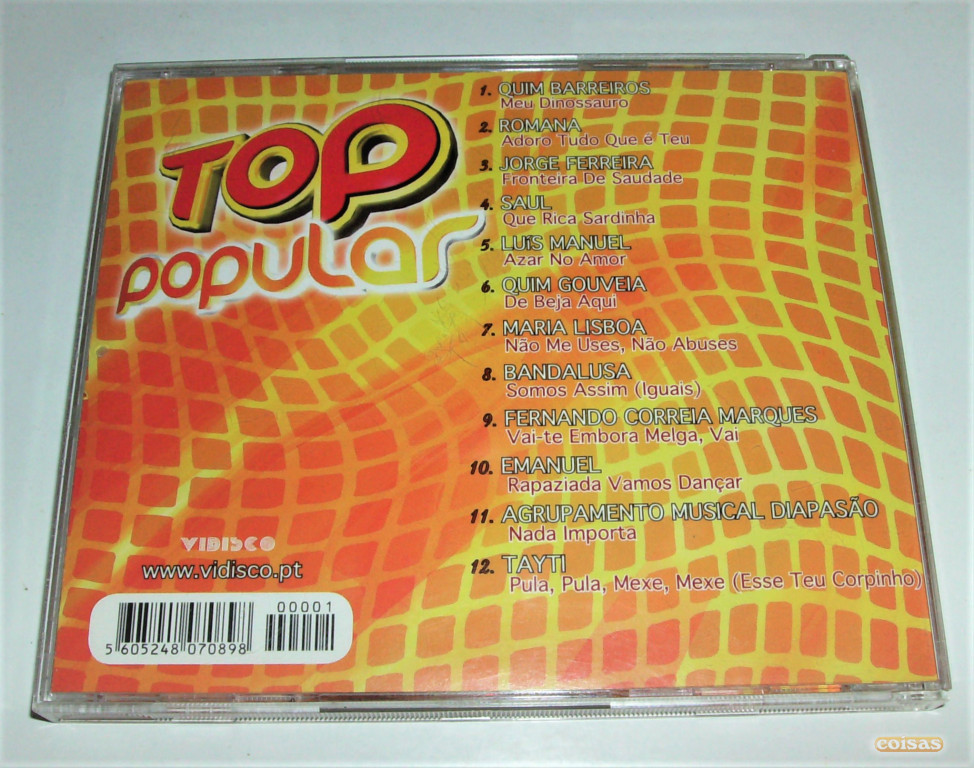 TOP
popular
1. QUIM BARREIROS
Meu Dinossauro
2. ROMANA
Adoro Tudo Que é Teu
3. JORGE FERREIRA
Fronteira De Saudade
4. SAUL
Que Rica Sardinha
5. LUÍS MANUEL
Azar No Amor
6. QUIM GOUVEIA
De Beja Aqui
7. MARIA LISBOA
Não Me Uses, Não Abuses
8. BANDALUSA
Somos Assim (Iguais)
9. FERNANDO CORREIA MARQUES
Vai-te Embora Melga, Vai
10. EMANUEL
Rapaziada Vamos Dançar
11. AGRUPAMENTO MUSICAL DIAPASÃO
Nada Importa
12. TAYTI
Pula, Pula, Mexe, Mexe (Esse Teu Corpinho)
VIDISCO
www.vidisco.pt
00001
5 605248 070898
coisas